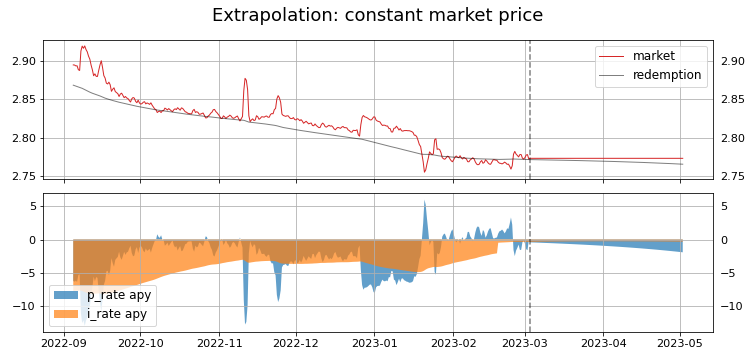 Extrapolation: constant market price
2.90 2.90
2.85 2.85
2.80 2.80
2.75 2.75
market
redemption
5 5
0 0
−5 −5
−10 −10
p_rate apy
i_rate apy
2022-09 2022-10 2022-11 2022-12 2023-01 2023-02 2023-03 2023-04 2023-05